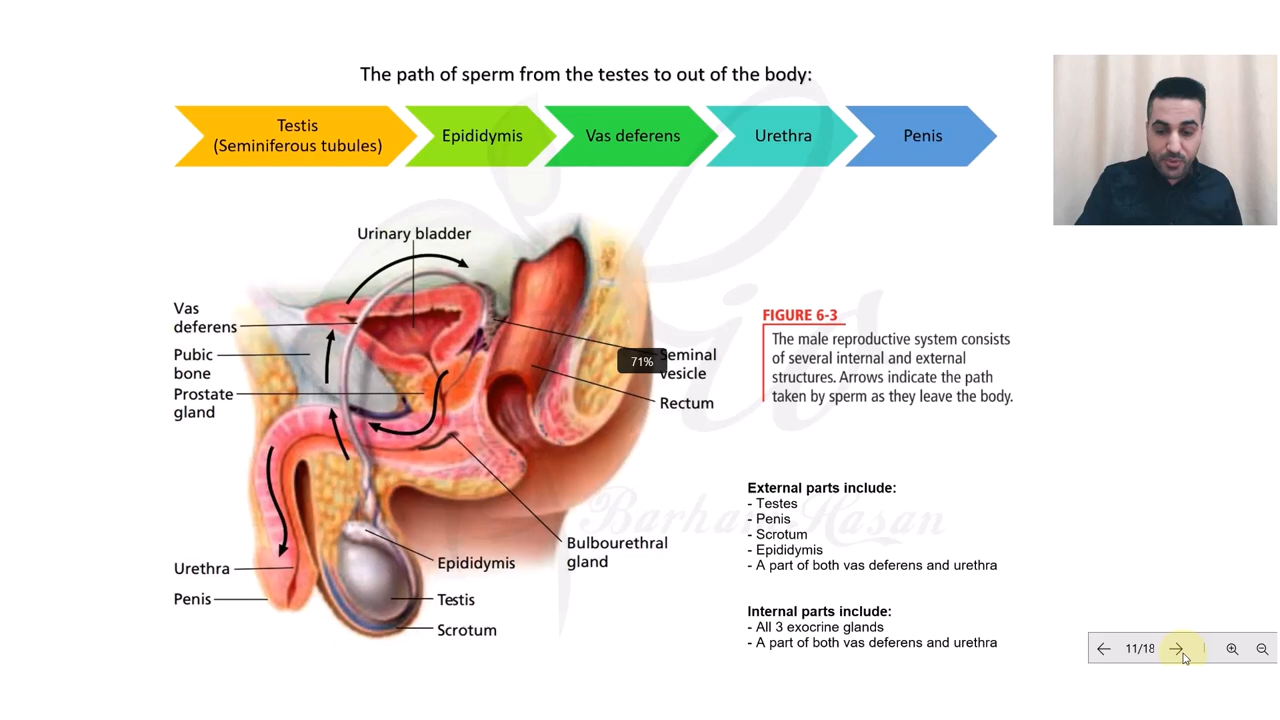 The path of sperm from the testes to out of the body:
Testis
(Seminiferous tubules)
Epididymis
Vas deferens
Urethra
Penis
Urinary bladder
Vas
deferens
Pubic
bone
Prostate
gland
Urethra
Penis
71%
Seminal
vesicle
Rectum
Bulbourethral
gland
Epididymis
Testis
Scrotum
FIGURE 6-3
The male reproductive system consists
of several internal and external
structures. Arrows indicate the path
taken by sperm as they leave the body.
External parts include:
- Testes
- Penis
- Scrotum
- Epididymis
- A part of both vas deferens and urethra
Internal parts include:
- All 3 exocrine glands
- A part of both vas deferens and urethra
Barhan Hasan
11/18